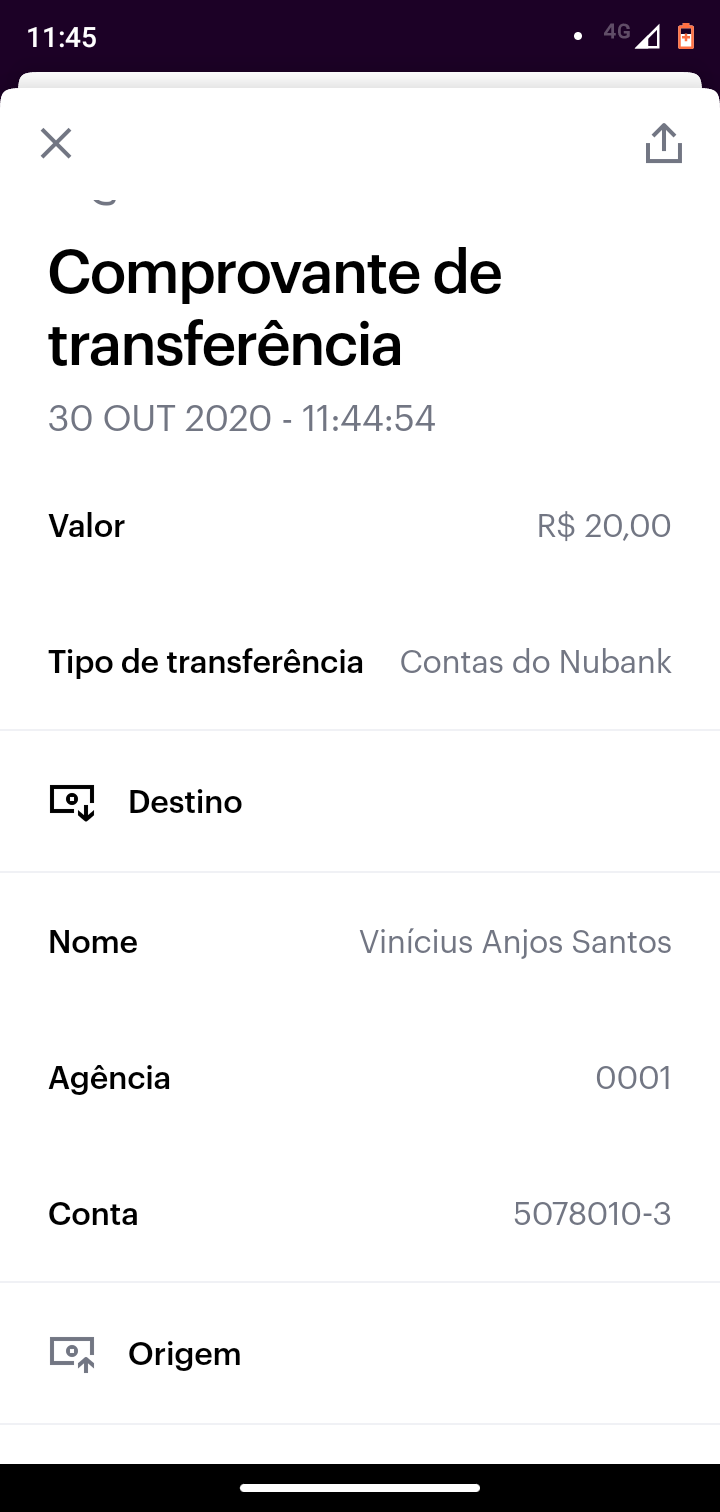 11:45
4G
Comprovante de
transferência
30 OUT 2020 - 11:44:54
Valor R$ 20,00
Tipo de transferência Contas do Nubank
Destino
Nome Vinícius Anjos Santos
Agência 0001
Conta 5078010-3
Origem